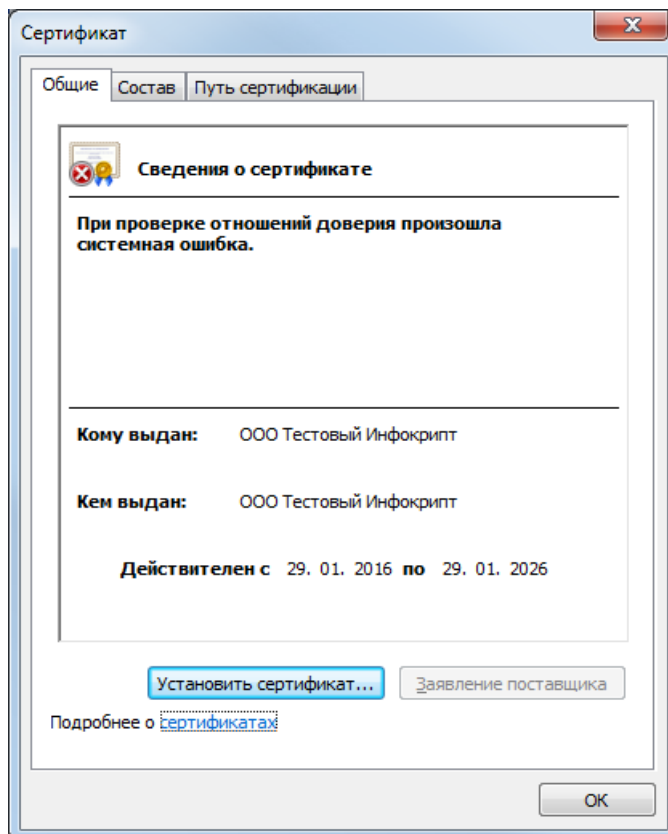 Сертификат
Общие Состав Путь сертификации
Сведения о сертификате
При проверке отношений доверия произошла
системная ошибка.
Кому выдан: ООО Тестовый Инфокрипт
Кем выдан: ООО Тестовый Инфокрипт
Действителен с 29. 01. 2016 по 29. 01. 2026
Установить сертификат... Заявление поставщика
Подробнее о сертификатах
ОК